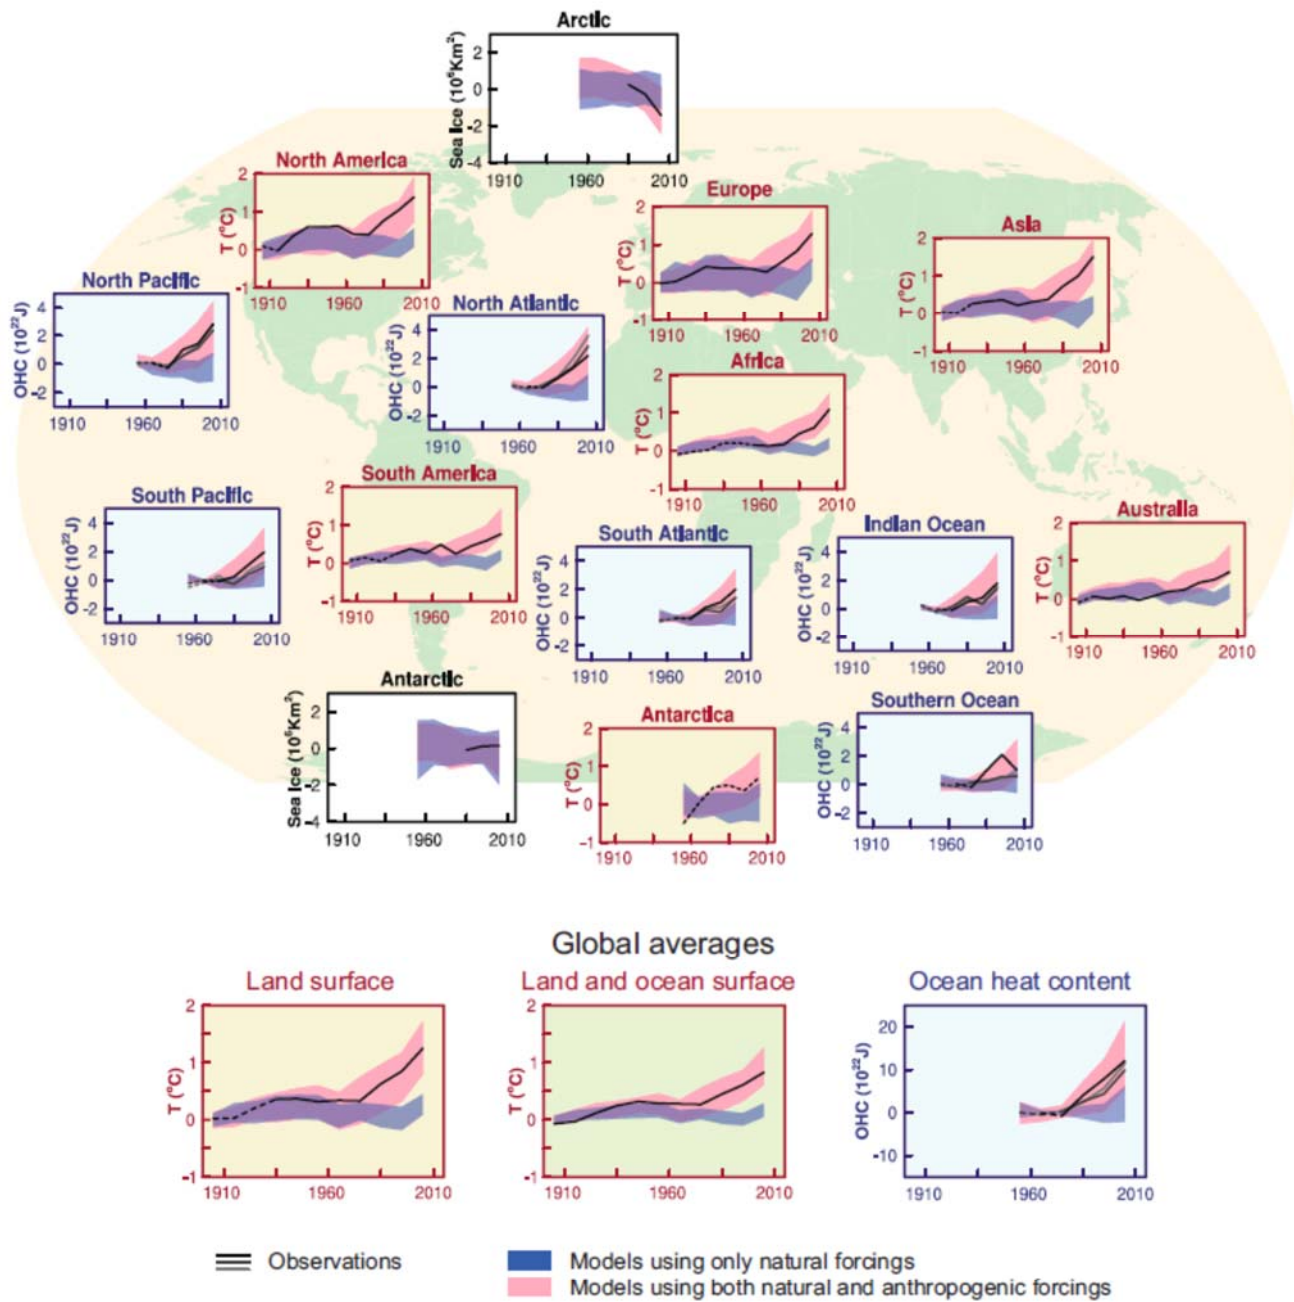 Arctic
Sea Ice (10⁶Km²)
2
0
-2
-4
1910 1960 2010
North America
T (°C)
2
1
0
-1
1910 1960 2010
Europe
T (°C)
2
1
0
-1
1910 1960 2010
Asia
T (°C)
2
1
0
-1
1910 1960 2010
North Pacific
OHC (10²²J)
4
2
0
-2
1910 1960 2010
North Atlantic
OHC (10²²J)
4
2
0
-2
1910 1960 2010
Africa
T (°C)
2
1
0
-1
1910 1960 2010
South Pacific
OHC (10²²J)
4
2
0
-2
1910 1960 2010
South America
T (°C)
2
1
0
-1
1910 1960 2010
South Atlantic
OHC (10²²J)
4
2
0
-2
1910 1960 2010
Indian Ocean
OHC (10²²J)
4
2
0
-2
1910 1960 2010
Australia
T (°C)
2
1
0
-1
1910 1960 2010
Antarctic
Sea Ice (10⁶Km²)
2
0
-2
-4
1910 1960 2010
Antarctica
T (°C)
2
1
0
-1
1910 1960 2010
Southern Ocean
OHC (10²²J)
4
2
0
-2
1910 1960 2010
Global averages
Land surface
T (°C)
2
1
0
-1
1910 1960 2010
Land and ocean surface
T (°C)
2
1
0
-1
1910 1960 2010
Ocean heat content
OHC (10²²J)
20
10
0
-10
1910 1960 2010
Observations
Models using only natural forcings
Models using both natural and anthropogenic forcings